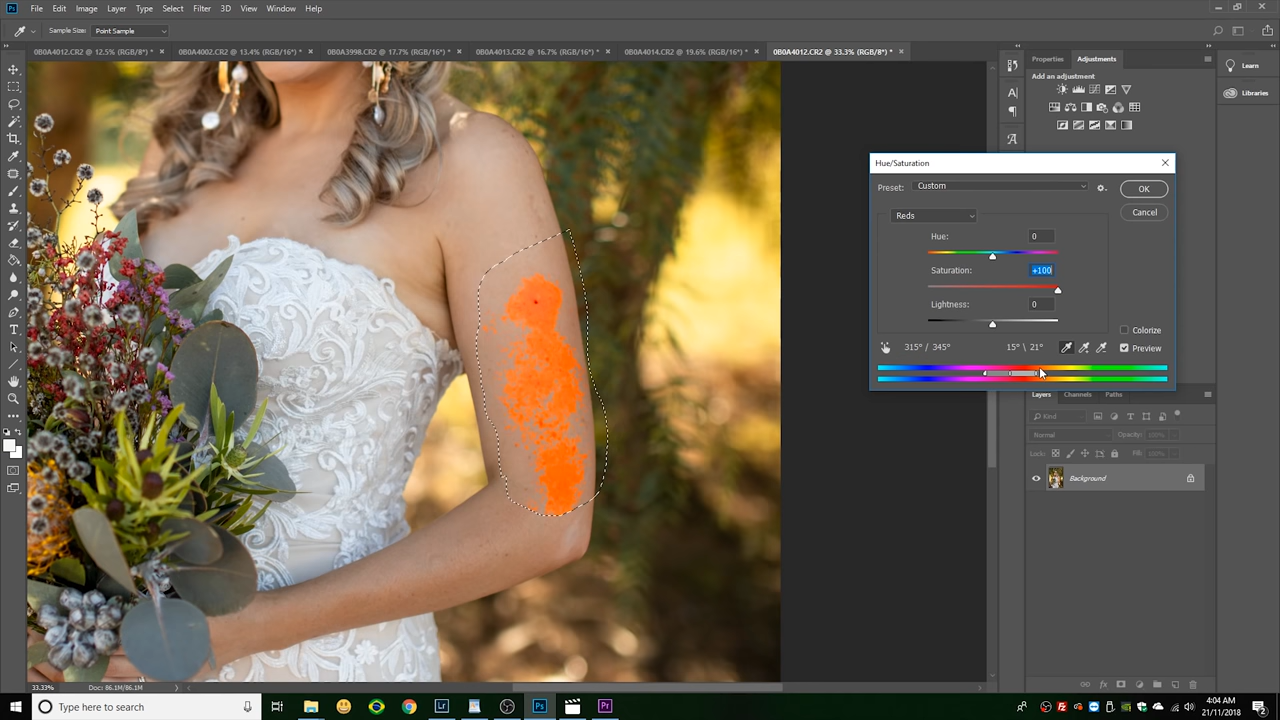 Ps File Edit Image Layer Type Select Filter 3D View Window Help
Sample Size: Point Sample
0B0A4012.CR2 @ 12.5% (RGB/8*) * × 0B0A4002.CR2 @ 13.4% (RGB/16*) × 0B0A3998.CR2 @ 17.7% (RGB/16*) * × 0B0A4013.CR2 @ 16.7% (RGB/16*) * × 0B0A4014.CR2 @ 19.6% (RGB/16*) * × 0B0A4012.CR2 @ 33.3% (RGB/8*) * ×
Properties Adjustments
Add an adjustment
Learn
Libraries
Hue/Saturation
Preset: Custom
OK
Reds
Cancel
Hue: 0
Saturation: +100
Lightness: 0
Colorize
315° / 345° 15° \ 21°
Preview
Layers Channels Paths
Kind
Normal Opacity: 100%
Lock: Fill: 100%
Background
33.33% Doc: 86.1M/86.1M
Type here to search
Lr Ps Pr
4:04 AM
21/11/2018